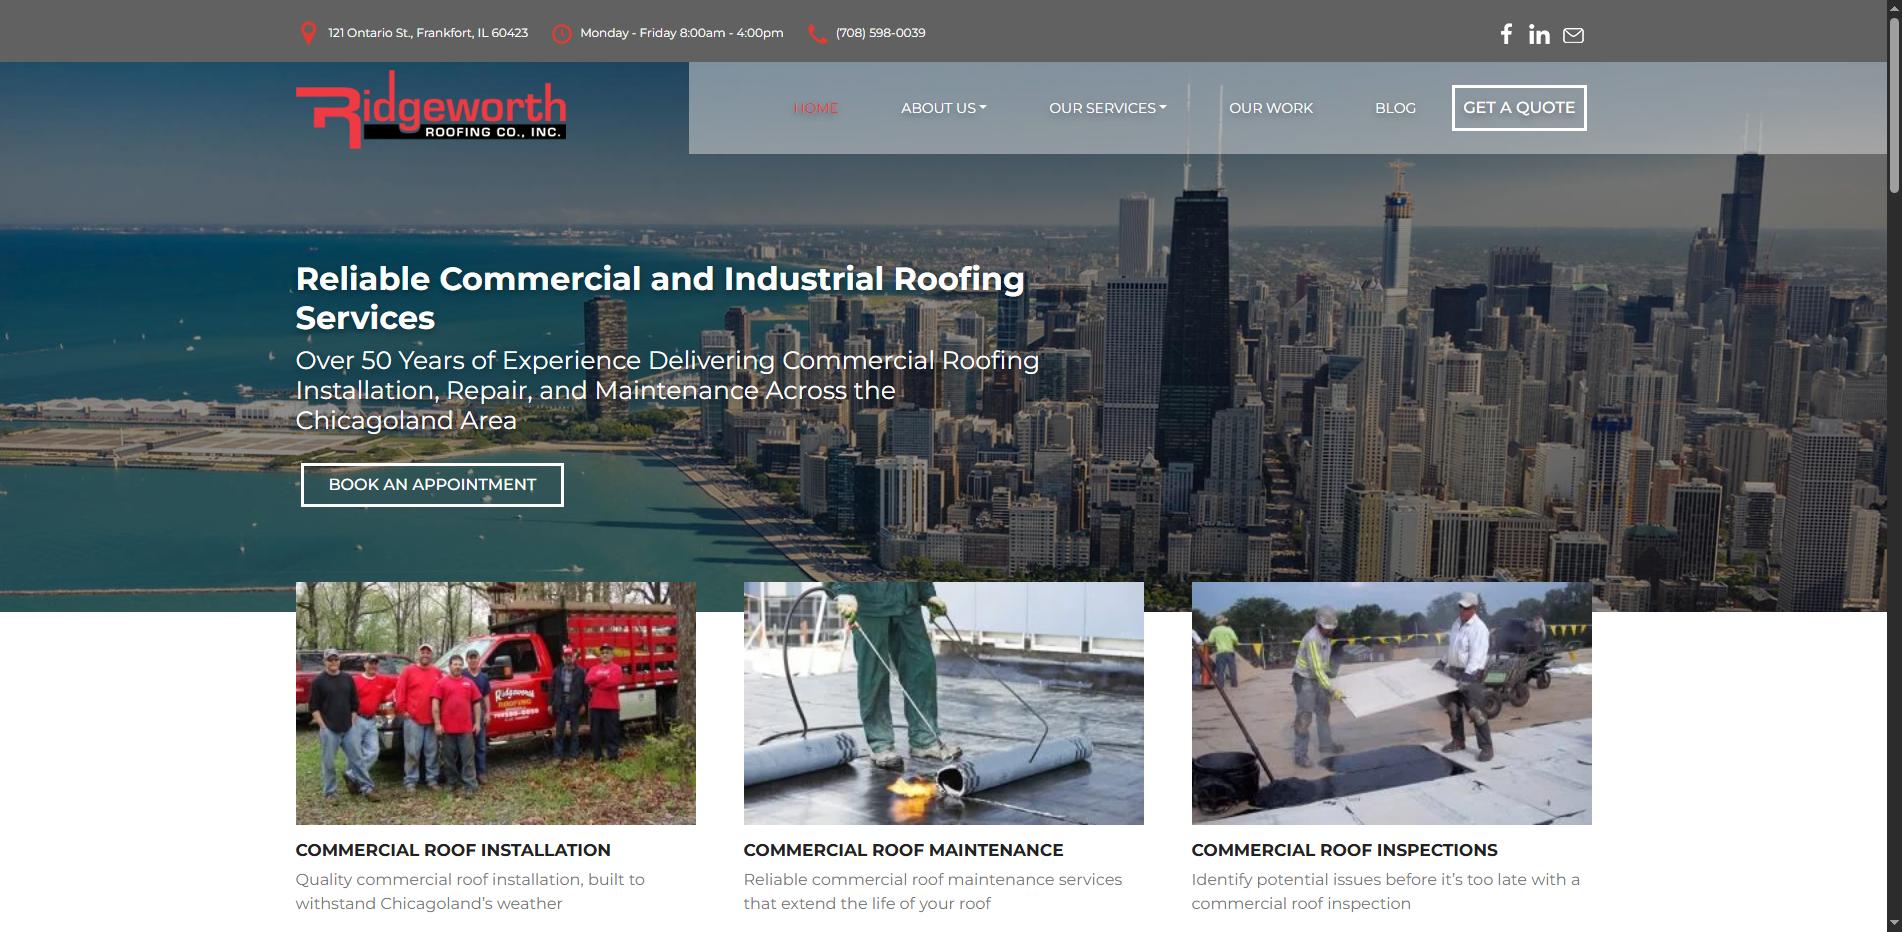 121 Ontario St., Frankfort, IL 60423
Monday - Friday 8:00am - 4:00pm
(708) 598-0039
Ridgeworth
ROOFING CO., INC.
HOME
ABOUT US
OUR SERVICES
OUR WORK
BLOG
GET A QUOTE
Reliable Commercial and Industrial Roofing
Services
Over 50 Years of Experience Delivering Commercial Roofing
Installation, Repair, and Maintenance Across the
Chicagoland Area
BOOK AN APPOINTMENT
Ridgeworth
ROOFING
COMMERCIAL ROOF INSTALLATION
Quality commercial roof installation, built to
withstand Chicagoland’s weather
COMMERCIAL ROOF MAINTENANCE
Reliable commercial roof maintenance services
that extend the life of your roof
COMMERCIAL ROOF INSPECTIONS
Identify potential issues before it’s too late with a
commercial roof inspection